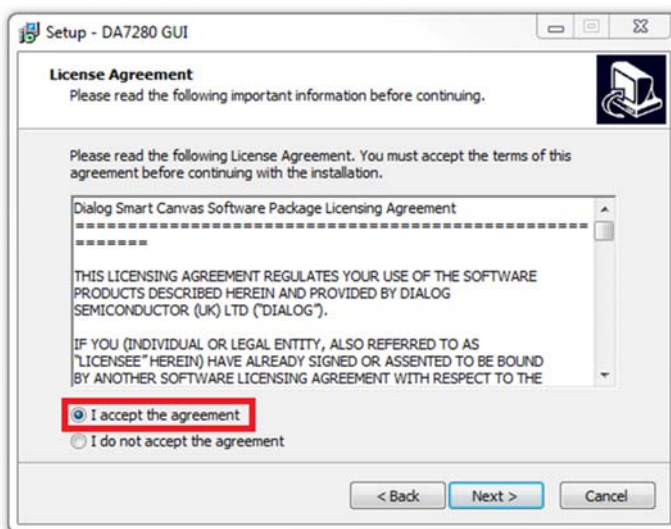 Setup - DA7280 GUI
License Agreement
Please read the following important information before continuing.
Please read the following License Agreement. You must accept the terms of this
agreement before continuing with the installation.
Dialog Smart Canvas Software Package Licensing Agreement
====================================================
=======
THIS LICENSING AGREEMENT REGULATES YOUR USE OF THE SOFTWARE
PRODUCTS DESCRIBED HEREIN AND PROVIDED BY DIALOG
SEMICONDUCTOR (UK) LTD ("DIALOG").
IF YOU (INDIVIDUAL OR LEGAL ENTITY, ALSO REFERRED TO AS
"LICENSEE" HEREIN) HAVE ALREADY SIGNED OR ASSENTED TO BE BOUND
BY ANOTHER SOFTWARE LICENSING AGREEMENT WITH RESPECT TO THE
I accept the agreement
I do not accept the agreement
< Back Next > Cancel